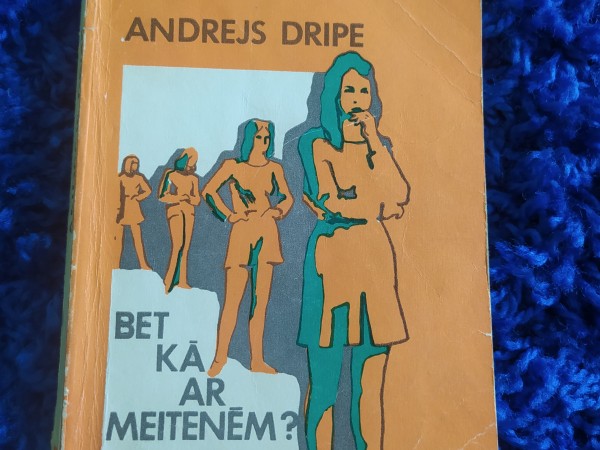 ANDREJS DRIPE
BET
KĀ
AR
MEITENĒM?